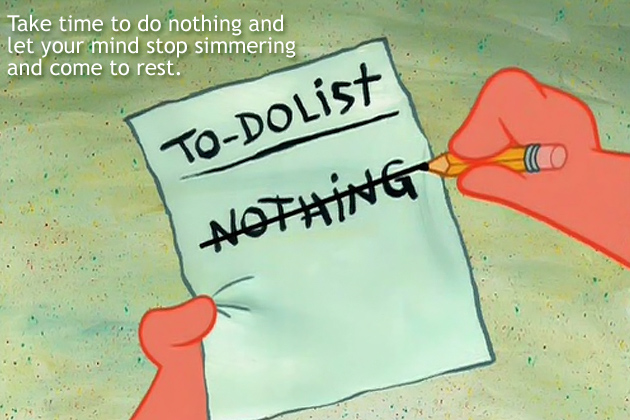 Take time to do nothing and
let your mind stop simmering
and come to rest.
TO-DOLiST
NOTHiNG